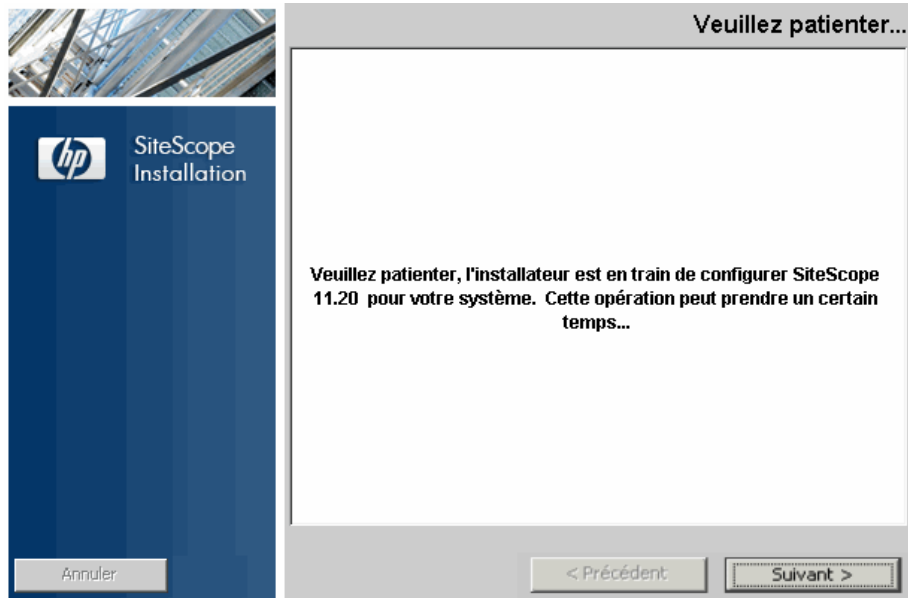 Veuillez patienter...
hp
SiteScope
Installation
Veuillez patienter, l'installateur est en train de configurer SiteScope
11.20 pour votre système. Cette opération peut prendre un certain
temps...
Annuler
< Précédent
Suivant >